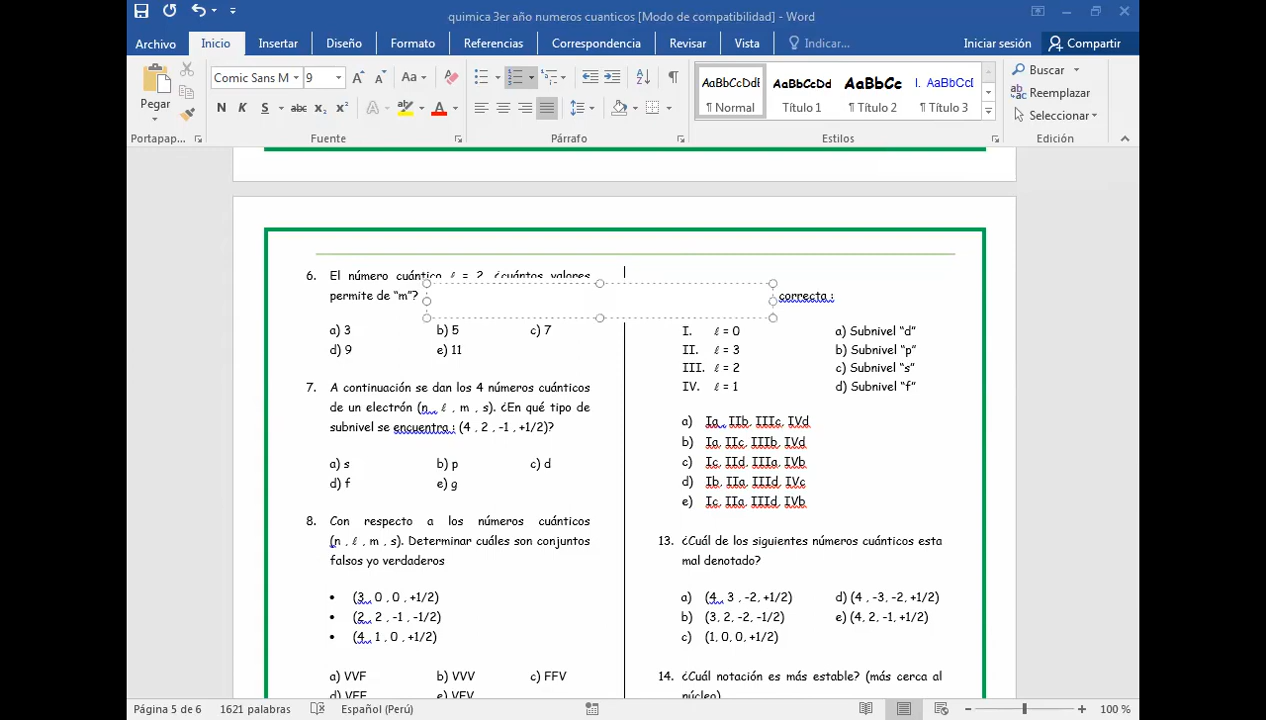 quimica 3er año numeros cuanticos [Modo de compatibilidad] - Word
Archivo Inicio Insertar Diseño Formato Referencias Correspondencia Revisar Vista Indicar... Iniciar sesión Compartir
Pegar
Comic Sans M 9 Aa
N K S abc x₂ x² A A
AaBbCcDdE AaBbCcDd AaBbCc I. AaBbCcD
¶ Normal ¶ Título 1 ¶ Título 2 ¶ Título 3
Buscar
Reemplazar
Seleccionar
Portapap... Fuente Párrafo Estilos Edición
6. El número cuántico ℓ = 2 ¿cuántos valores
permite de “m”?
a) 3 b) 5 c) 7
d) 9 e) 11
7. A continuación se dan los 4 números cuánticos
de un electrón (n , ℓ , m , s). ¿En qué tipo de
subnivel se encuentra : (4 , 2 , -1 , +1/2)?
a) s b) p c) d
d) f e) g
8. Con respecto a los números cuánticos
(n , ℓ , m , s). Determinar cuáles son conjuntos
falsos yo verdaderos
• (3 , 0 , 0 , +1/2)
• (2 , 2 , -1 , -1/2)
• (4 , 1 , 0 , +1/2)
a) VVF b) VVV c) FFV
d) VFF e) VFV
correcta :
I. ℓ = 0 a) Subnivel “d”
II. ℓ = 3 b) Subnivel “p”
III. ℓ = 2 c) Subnivel “s”
IV. ℓ = 1 d) Subnivel “f”
a) Ia , IIb, IIIc, IVd
b) Ia, IIc, IIIb, IVd
c) Ic, IId, IIIa, IVb
d) Ib, IIa, IIId, IVc
e) Ic, IIa, IIId, IVb
13. ¿Cuál de los siguientes números cuánticos esta
mal denotado?
a) (4 , 3 , -2, +1/2) d) (4 , -3, -2, +1/2)
b) (3, 2, -2, -1/2) e) (4, 2, -1, +1/2)
c) (1, 0, 0, +1/2)
14. ¿Cuál notación es más estable? (más cerca al
núcleo)
Página 5 de 6 1621 palabras Español (Perú) 100 %